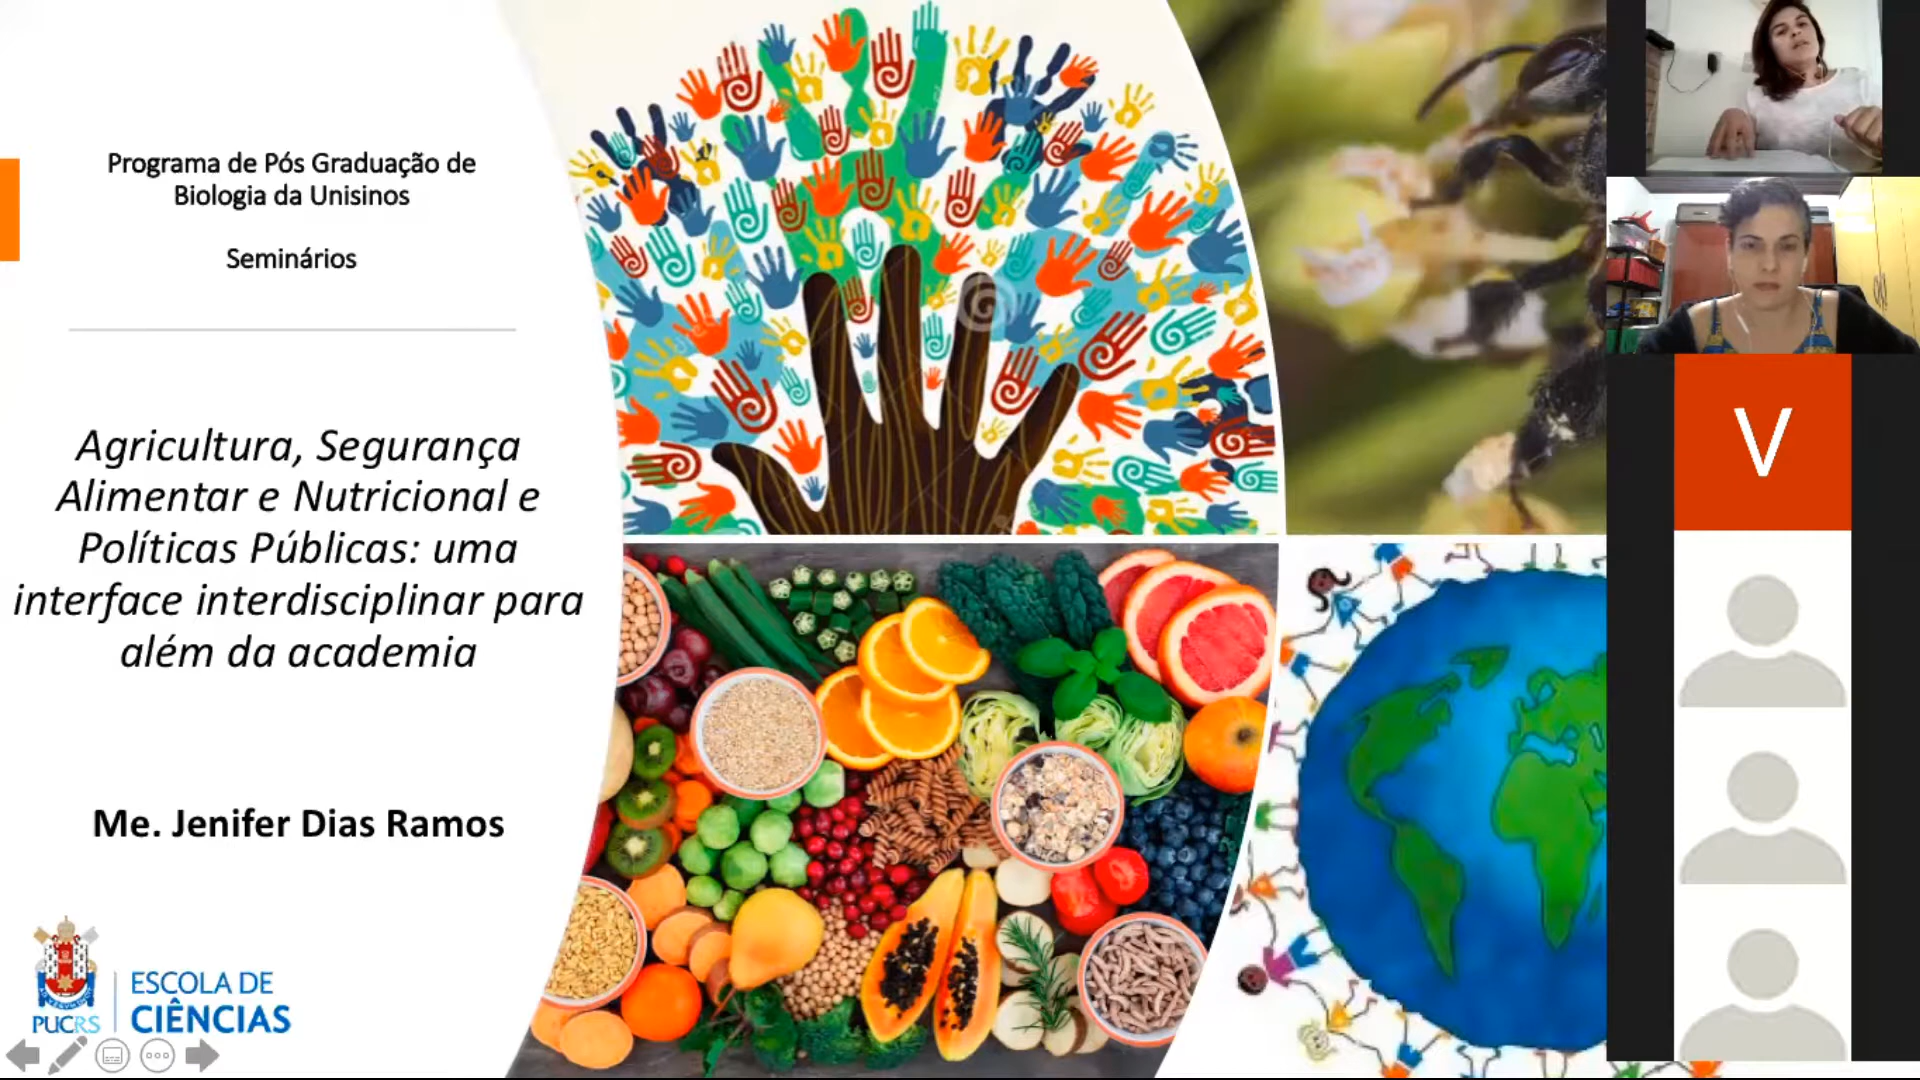 Programa de Pós Graduação de
Biologia da Unisinos
Seminários
Agricultura, Segurança
Alimentar e Nutricional e
Políticas Públicas: uma
interface interdisciplinar para
além da academia
Me. Jenifer Dias Ramos
PUCRS
ESCOLA DE
CIÊNCIAS
V